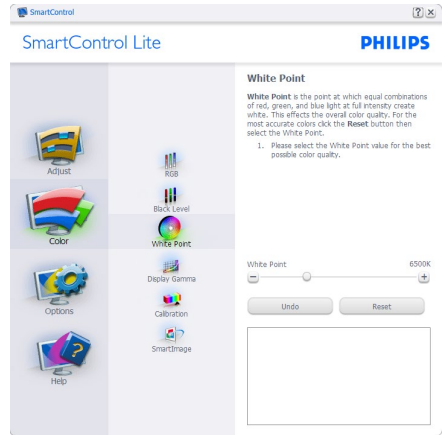 SmartControl
SmartControl Lite
PHILIPS
Adjust
Color
Options
Help
RGB
Black Level
White Point
Display Gamma
Calibration
SmartImage
White Point
White Point is the point at which equal combinations
of red, green, and blue light at full intensity create
white. This effects the overall color quality. For the
most accurate colors click the Reset button then
select the White Point.
1. Please select the White Point value for the best
possible color quality.
White Point 6500K
Undo Reset